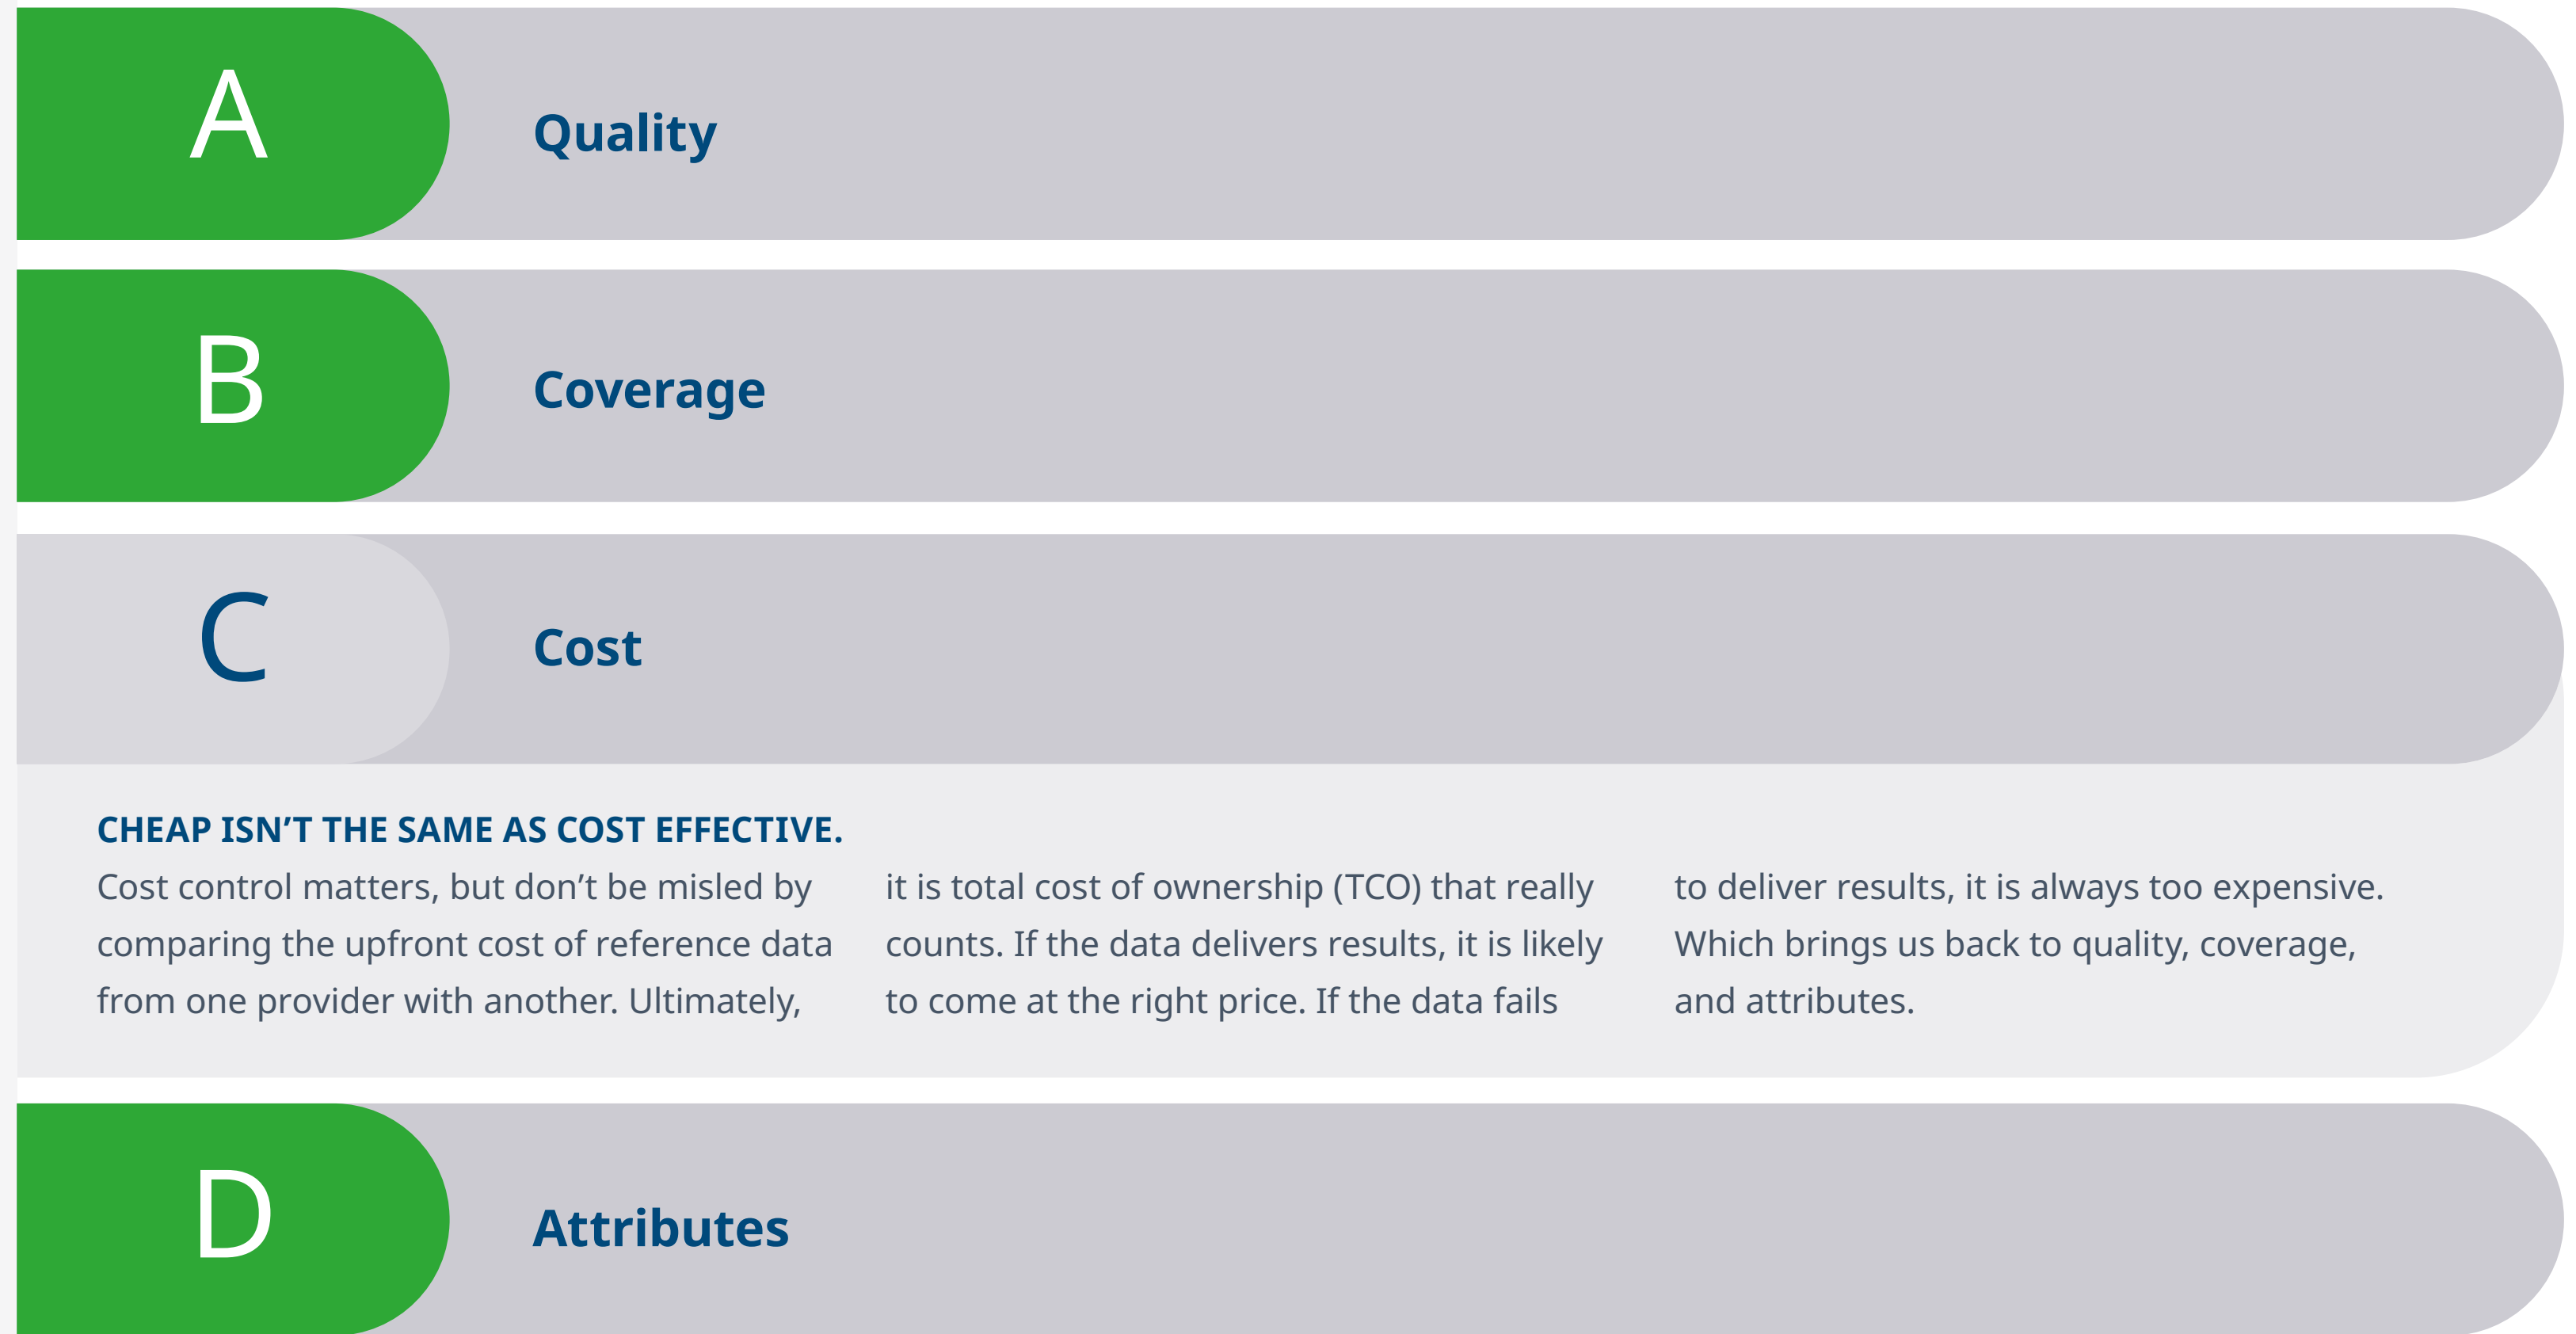 A
Quality
B
Coverage
C
Cost
CHEAP ISN’T THE SAME AS COST EFFECTIVE.
Cost control matters, but don’t be misled by
comparing the upfront cost of reference data
from one provider with another. Ultimately,
it is total cost of ownership (TCO) that really
counts. If the data delivers results, it is likely
to come at the right price. If the data fails
to deliver results, it is always too expensive.
Which brings us back to quality, coverage,
and attributes.
D
Attributes